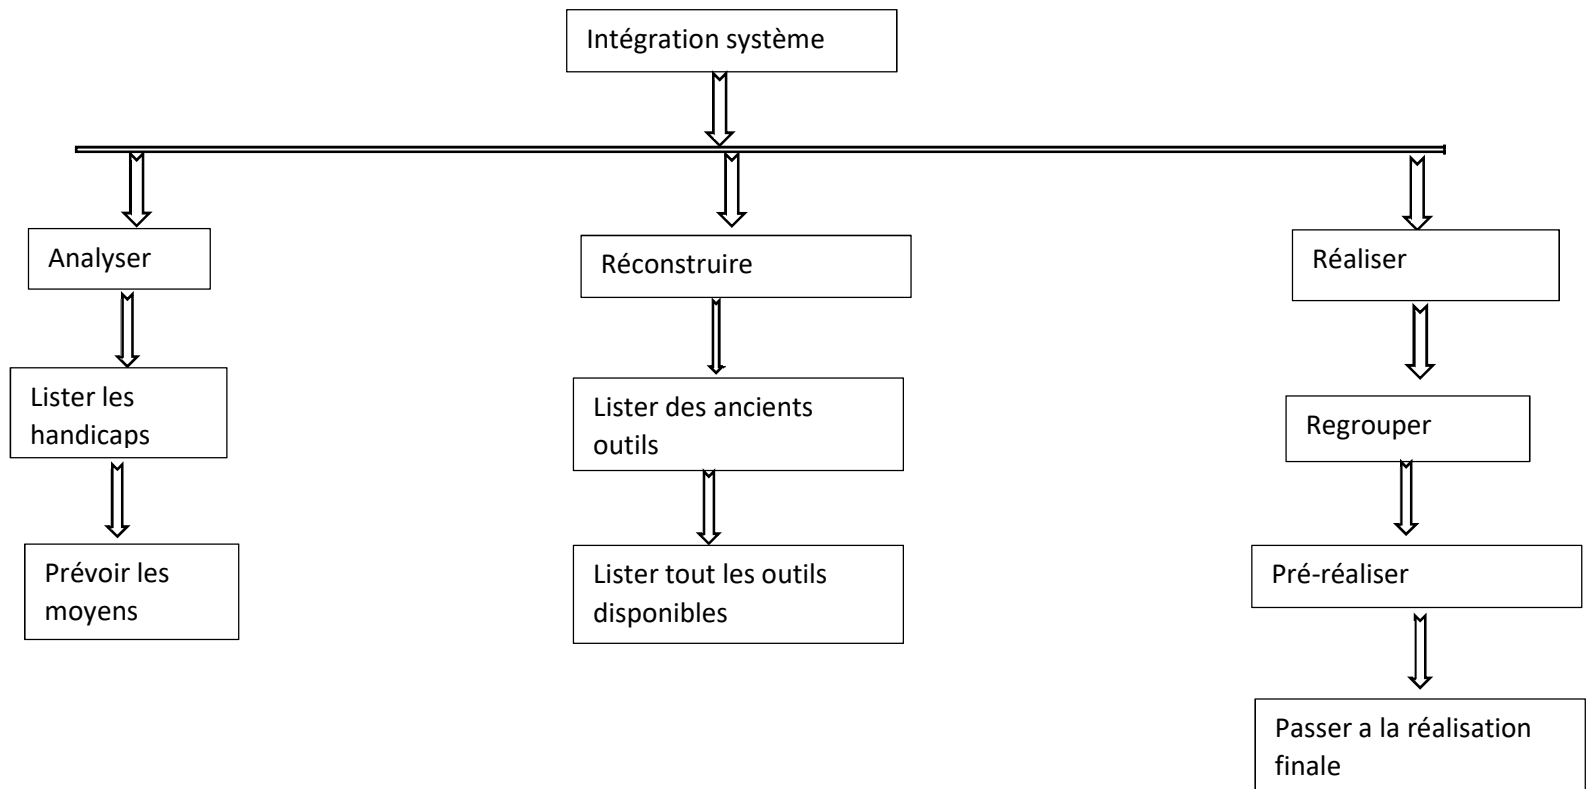 Intégration système
Analyser
Réconstruire
Réaliser
Lister les
handicaps
Lister des ancients
outils
Regrouper
Prévoir les
moyens
Lister tout les outils
disponibles
Pré-réaliser
Passer a la réalisation
finale